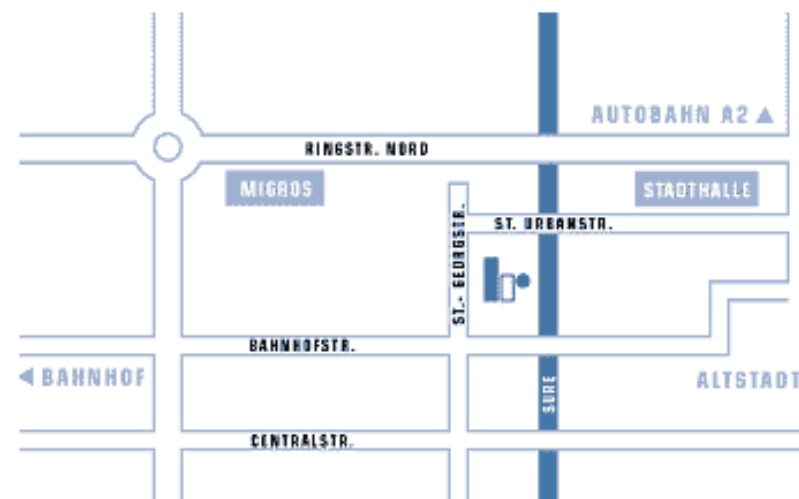 AUTOBAHN A2
RINGSTR. NORD
MIGROS
STADTHALLE
ST. URBANSTR.
ST.- GEORGSTR.
BAHNHOFSTR.
BAHNHOF
ALTSTADT
SURE
CENTRALSTR.